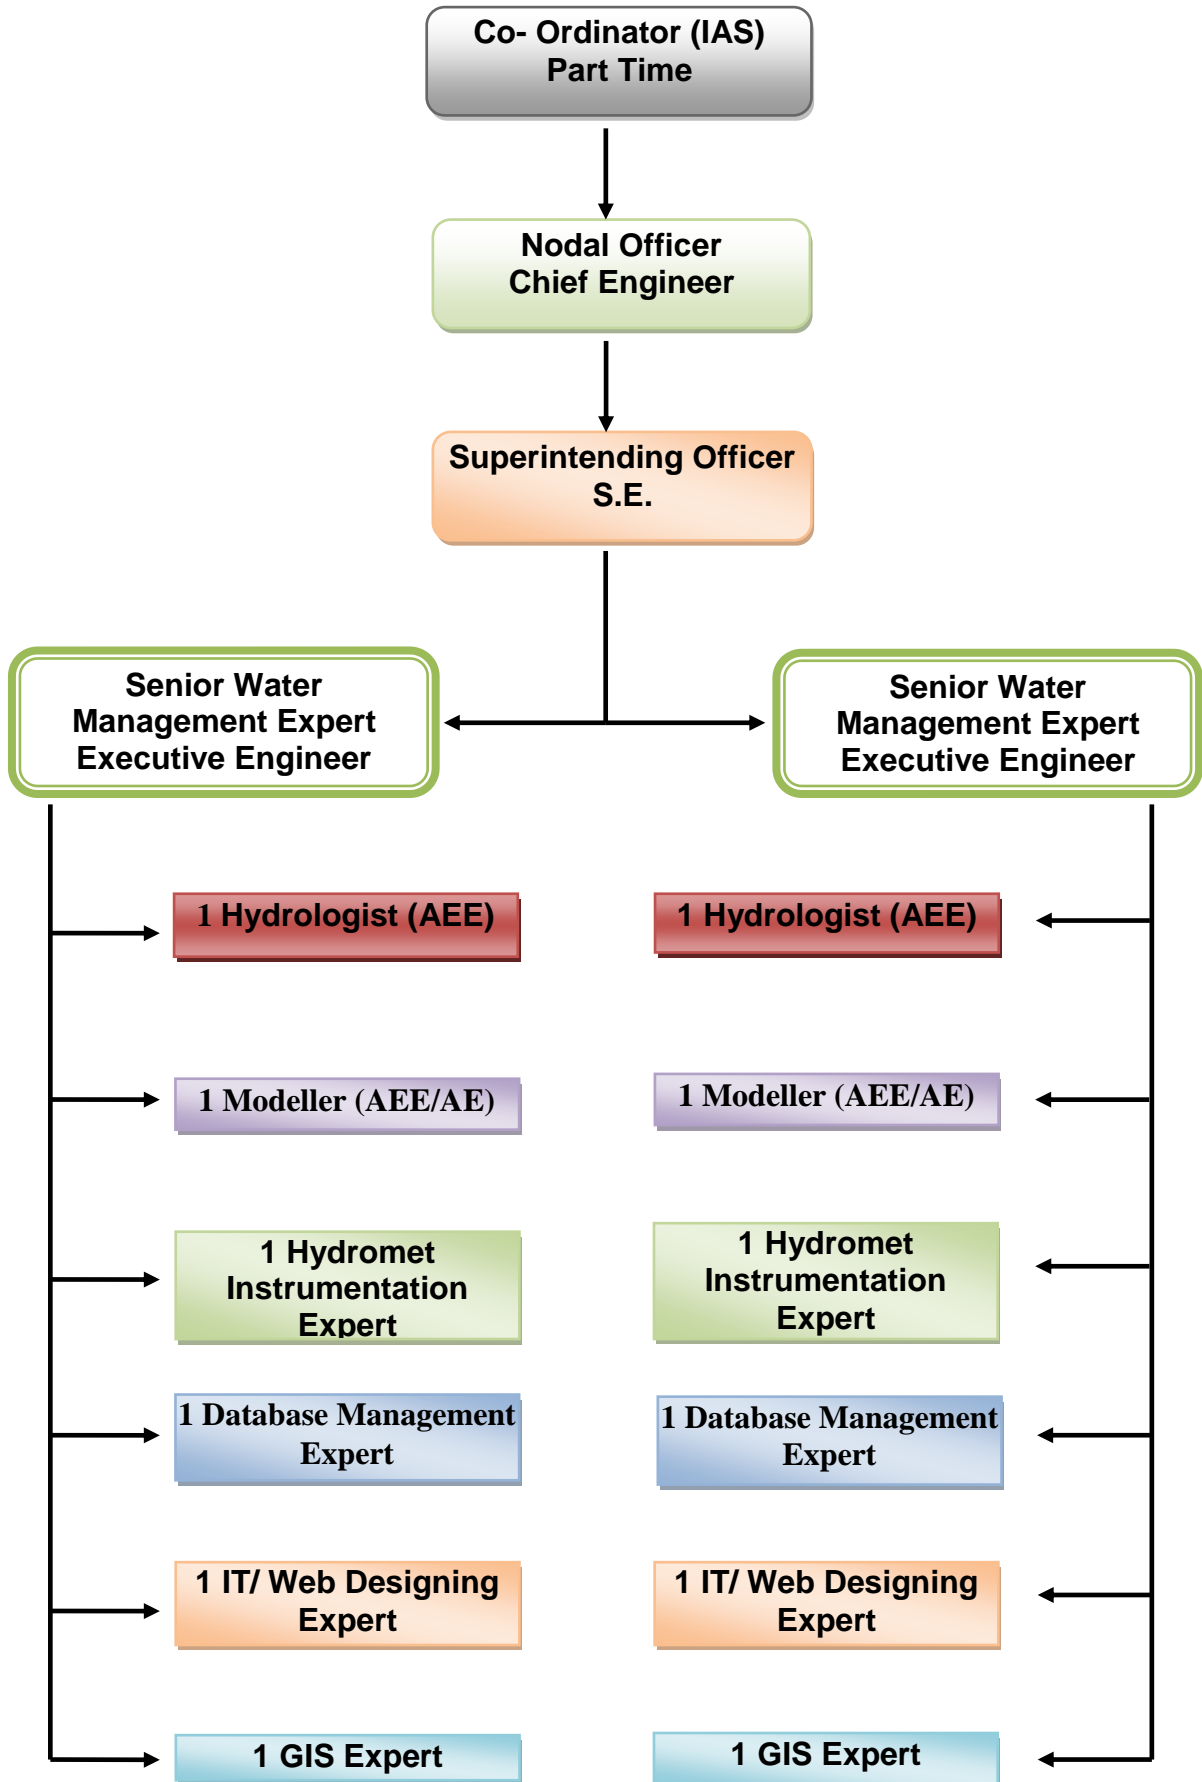 Co- Ordinator (IAS)
Part Time
Nodal Officer
Chief Engineer
Superintending Officer
S.E.
Senior Water
Management Expert
Executive Engineer
Senior Water
Management Expert
Executive Engineer
1 Hydrologist (AEE)
1 Hydrologist (AEE)
1 Modeller (AEE/AE)
1 Modeller (AEE/AE)
1 Hydromet
Instrumentation
Expert
1 Hydromet
Instrumentation
Expert
1 Database Management
Expert
1 Database Management
Expert
1 IT/ Web Designing
Expert
1 IT/ Web Designing
Expert
1 GIS Expert
1 GIS Expert